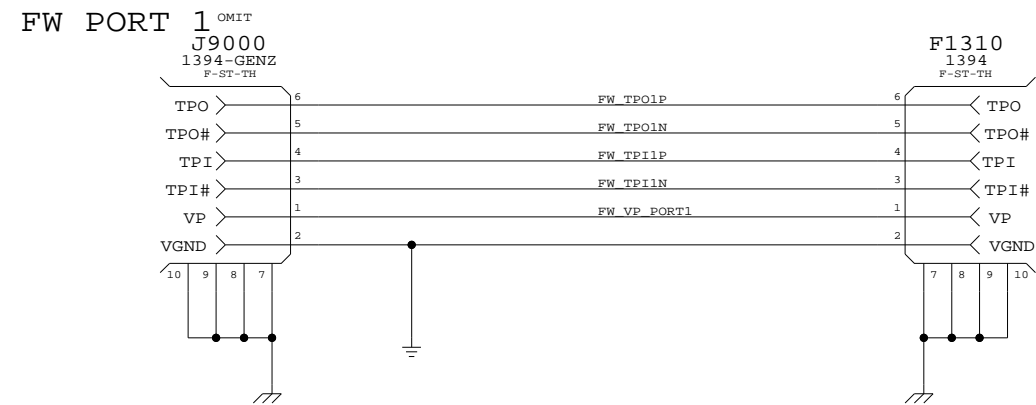 FW PORT 1 OMIT
J9000
1394-GENZ
F-ST-TH
F1310
1394
F-ST-TH
TPO 6 FW_TPO1P 6 TPO
TPO# 5 FW_TPO1N 5 TPO#
TPI 4 FW_TPI1P 4 TPI
TPI# 3 FW_TPI1N 3 TPI#
VP 1 FW_VP_PORT1 1 VP
VGND 2 2 VGND
10 9 8 7 7 8 9 10